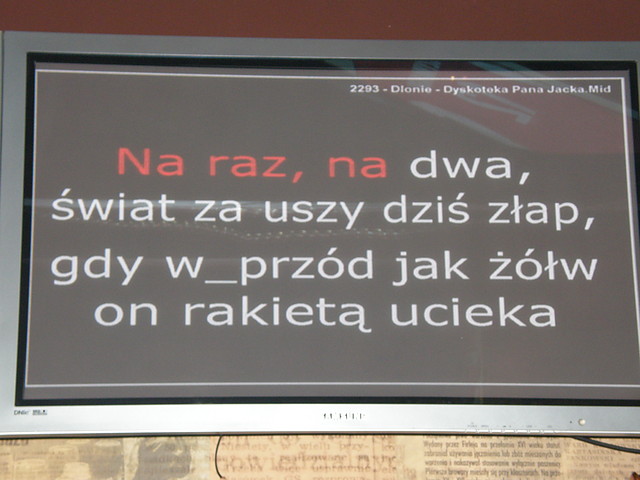 2293 - Dlonie - Dyskoteka Pana Jacka.Mid
Na raz, na dwa,
świat za uszy dziś złap,
gdy w_przód jak żółw
on rakietą ucieka